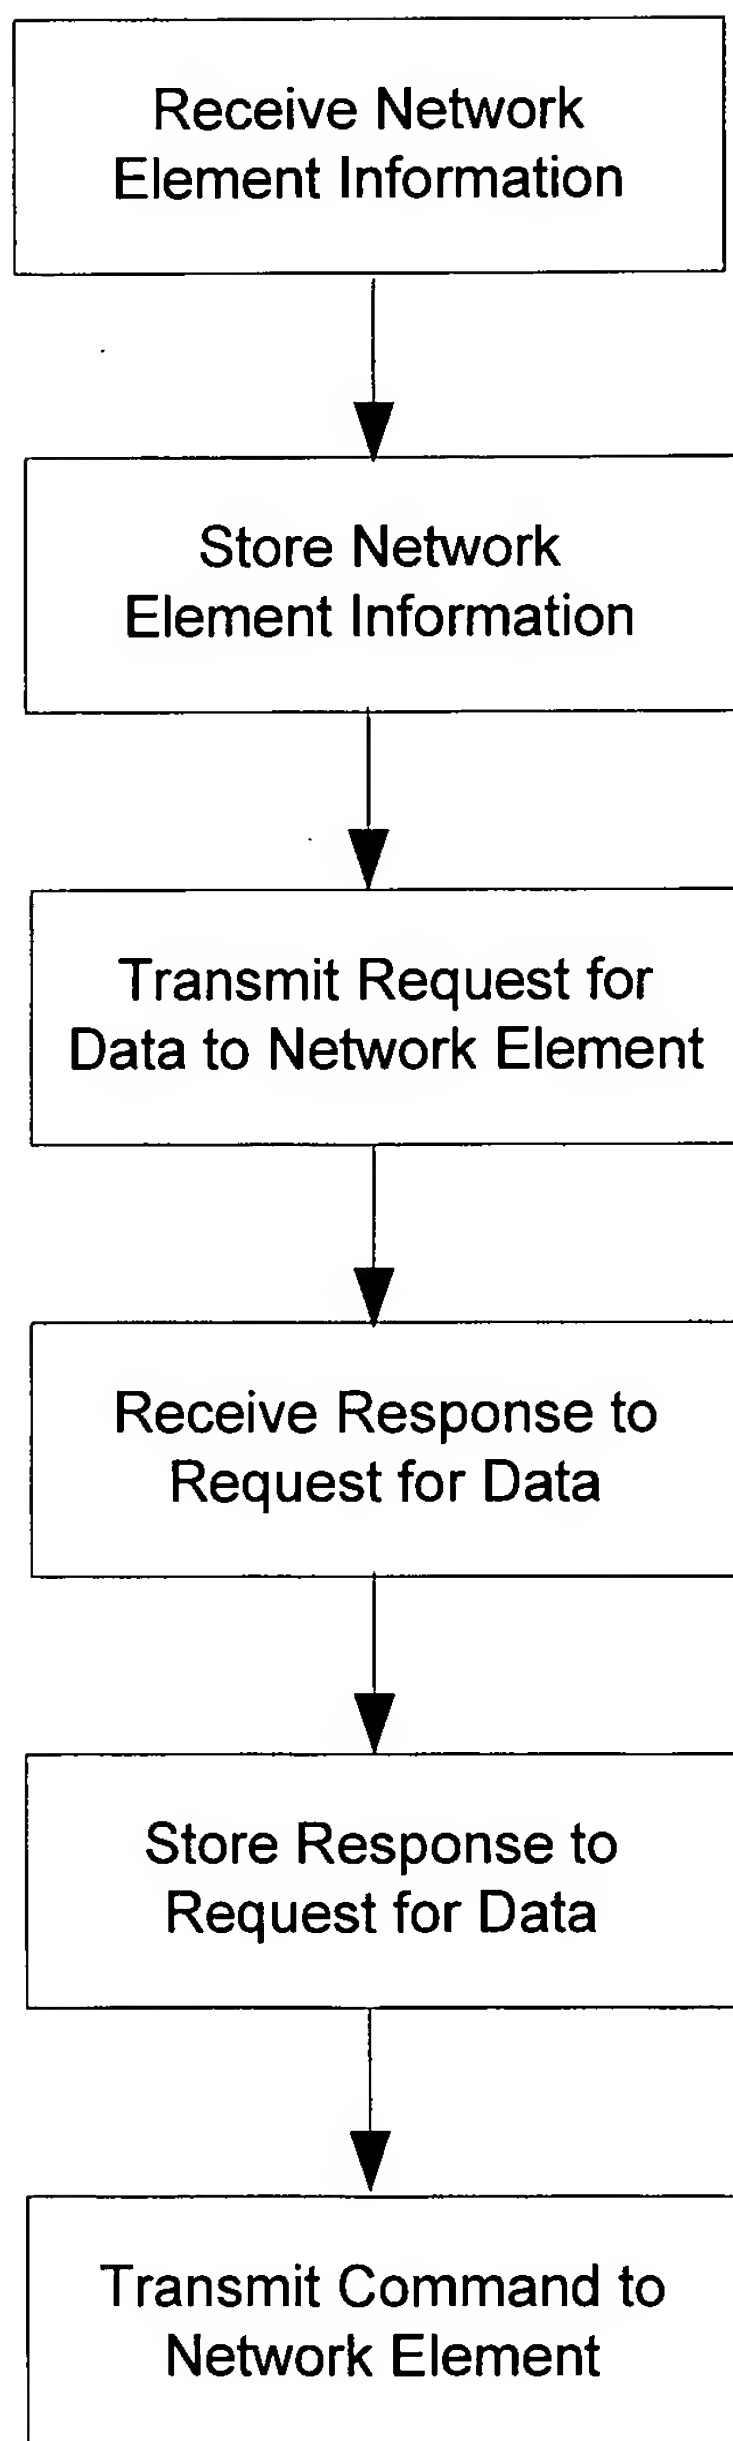 Receive Network
Element Information
Store Network
Element Information
Transmit Request for
Data to Network Element
Receive Response to
Request for Data
Store Response to
Request for Data
Transmit Command to
Network Element